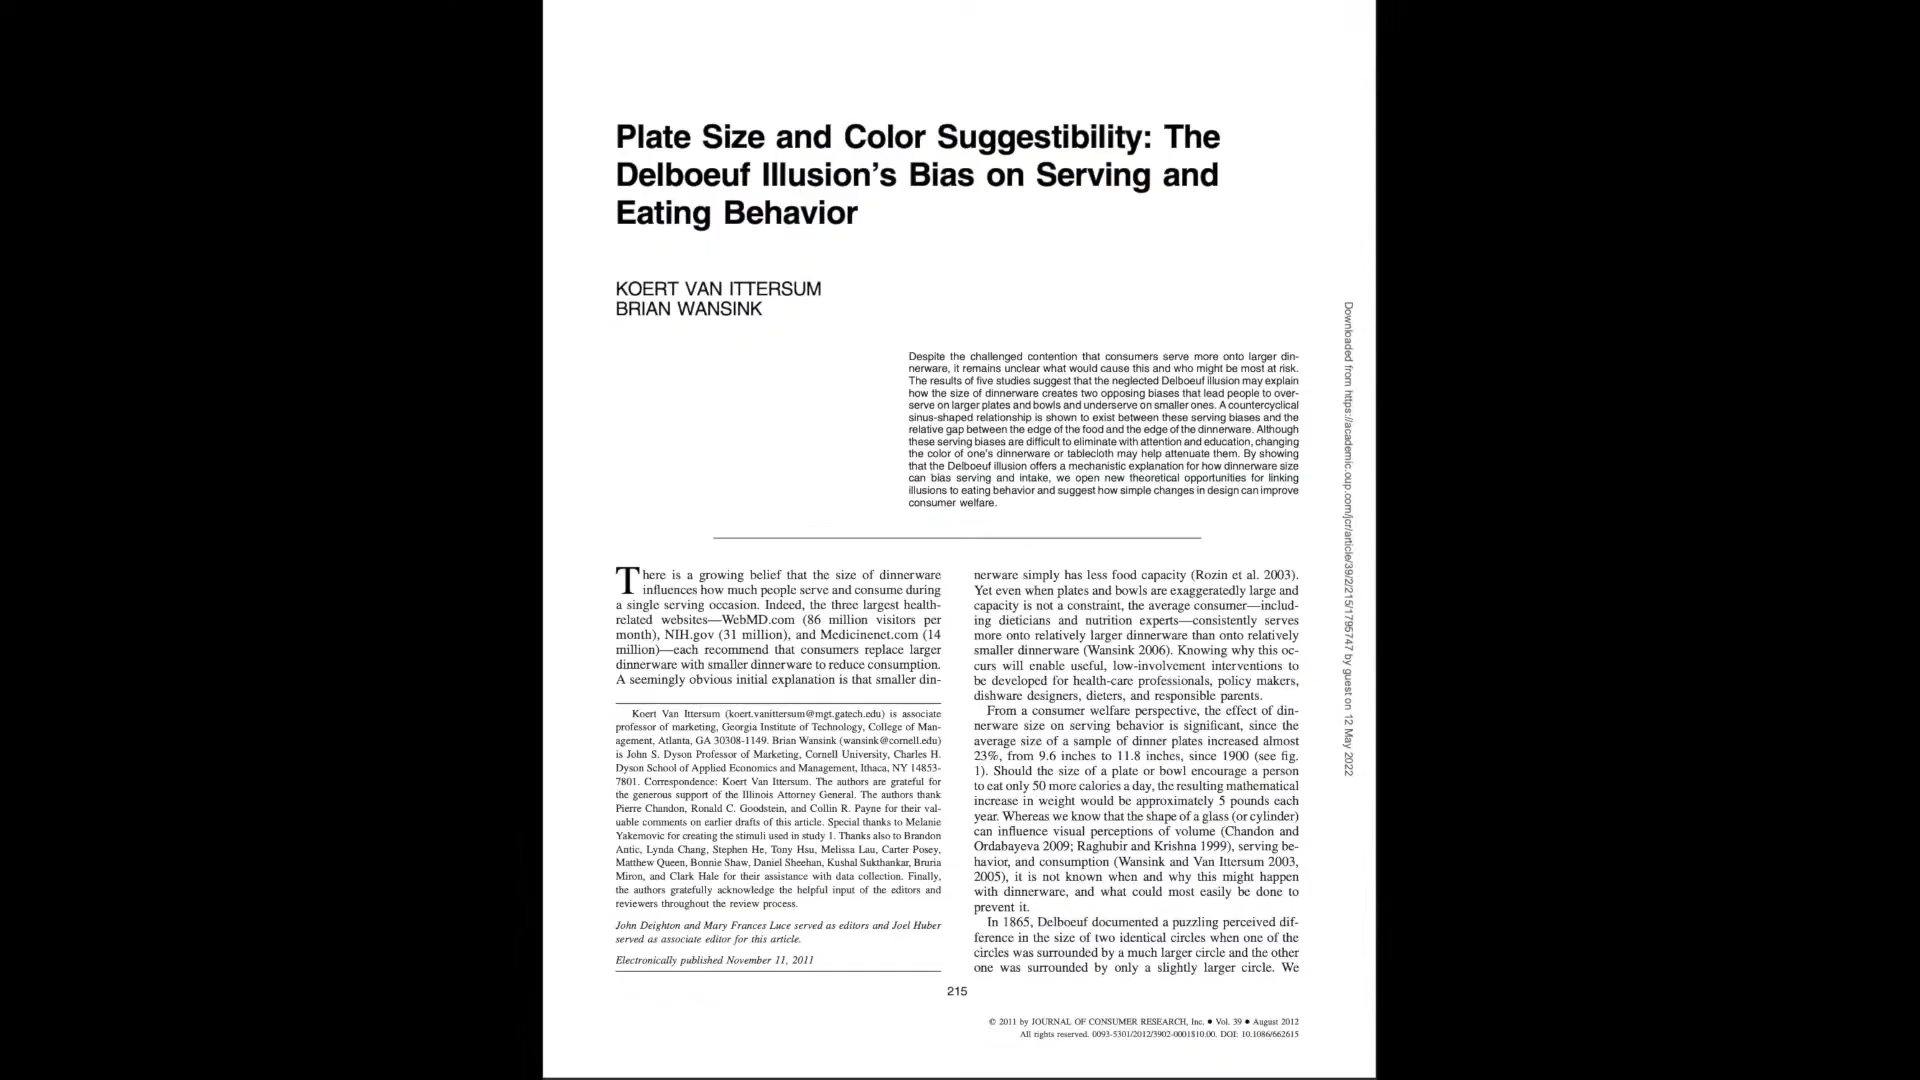 Plate Size and Color Suggestibility: The
Delboeuf Illusion's Bias on Serving and
Eating Behavior
KOERT VAN ITTERSUM
BRIAN WANSINK
Despite the challenged contention that consumers serve more onto larger din-
nerware, it remains unclear what would cause this and who might be most at risk.
The results of five studies suggest that the neglected Delboeuf illusion may explain
how the size of dinnerware creates two opposing biases that lead people to over-
serve on larger plates and bowls and underserve on smaller ones. A countercyclical
sinus-shaped relationship is shown to exist between these serving biases and the
relative gap between the edge of the food and the edge of the dinnerware. Although
these serving biases are difficult to eliminate with attention and education, changing
the color of one's dinnerware or tablecloth may help attenuate them. By showing
that the Delboeuf illusion offers a mechanistic explanation for how dinnerware size
can bias serving and intake, we open new theoretical opportunities for linking
illusions to eating behavior and suggest how simple changes in design can improve
consumer welfare.
There is a growing belief that the size of dinnerware
influences how much people serve and consume during
a single serving occasion. Indeed, the three largest health-
related websites—WebMD.com (86 million visitors per
month), NIH.gov (31 million), and Medicinenet.com (14
million)—each recommend that consumers replace larger
dinnerware with smaller dinnerware to reduce consumption.
A seemingly obvious initial explanation is that smaller din-
Koert Van Ittersum (koert.vanittersum@mgt.gatech.edu) is associate
professor of marketing, Georgia Institute of Technology, College of Man-
agement, Atlanta, GA 30308-1149. Brian Wansink (wansink@cornell.edu)
is John S. Dyson Professor of Marketing, Cornell University, Charles H.
Dyson School of Applied Economics and Management, Ithaca, NY 14853-
7801. Correspondence: Koert Van Ittersum. The authors are grateful for
the generous support of the Illinois Attorney General. The authors thank
Pierre Chandon, Ronald C. Goodstein, and Collin R. Payne for their val-
uable comments on earlier drafts of this article. Special thanks to Melanie
Yakemovic for creating the stimuli used in study 1. Thanks also to Brandon
Antic, Lynda Chang, Stephen He, Tony Hsu, Melissa Lau, Carter Posey,
Matthew Queen, Bonnie Shaw, Daniel Sheehan, Kushal Sukthankar, Bruria
Miron, and Clark Hale for their assistance with data collection. Finally,
the authors gratefully acknowledge the helpful input of the editors and
reviewers throughout the review process.
John Deighton and Mary Frances Luce served as editors and Joel Huber
served as associate editor for this article.
Electronically published November 11, 2011
nerware simply has less food capacity (Rozin et al. 2003).
Yet even when plates and bowls are exaggeratedly large and
capacity is not a constraint, the average consumer—includ-
ing dieticians and nutrition experts—consistently serves
more onto relatively larger dinnerware than onto relatively
smaller dinnerware (Wansink 2006). Knowing why this oc-
curs will enable useful, low-involvement interventions to
be developed for health-care professionals, policy makers,
dishware designers, dieters, and responsible parents.
From a consumer welfare perspective, the effect of din-
nerware size on serving behavior is significant, since the
average size of a sample of dinner plates increased almost
23%, from 9.6 inches to 11.8 inches, since 1900 (see fig.
1). Should the size of a plate or bowl encourage a person
to eat only 50 more calories a day, the resulting mathematical
increase in weight would be approximately 5 pounds each
year. Whereas we know that the shape of a glass (or cylinder)
can influence visual perceptions of volume (Chandon and
Ordabayeva 2009; Raghubir and Krishna 1999), serving be-
havior, and consumption (Wansink and Van Ittersum 2003,
2005), it is not known when and why this might happen
with dinnerware, and what could most easily be done to
prevent it.
In 1865, Delboeuf documented a puzzling perceived dif-
ference in the size of two identical circles when one of the
circles was surrounded by a much larger circle and the other
one was surrounded by only a slightly larger circle. We
215
© 2011 by JOURNAL OF CONSUMER RESEARCH, Inc. ● Vol. 39 ● August 2012
All rights reserved. 0093-5301/2012/3902-0001$10.00. DOI: 10.1086/662615
Downloaded from https://academic.oup.com/jcr/article/39/2/215/1795747 by guest on 12 May 2022